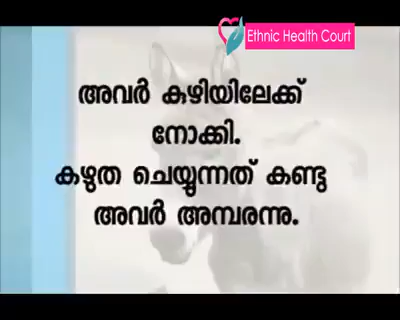 Ethnic Health Court
അവർ കുഴിയിലേക്ക്
നോക്കി.
കഴുത ചെയ്യുന്നത് കണ്ടു
അവർ അമ്പരന്നു.